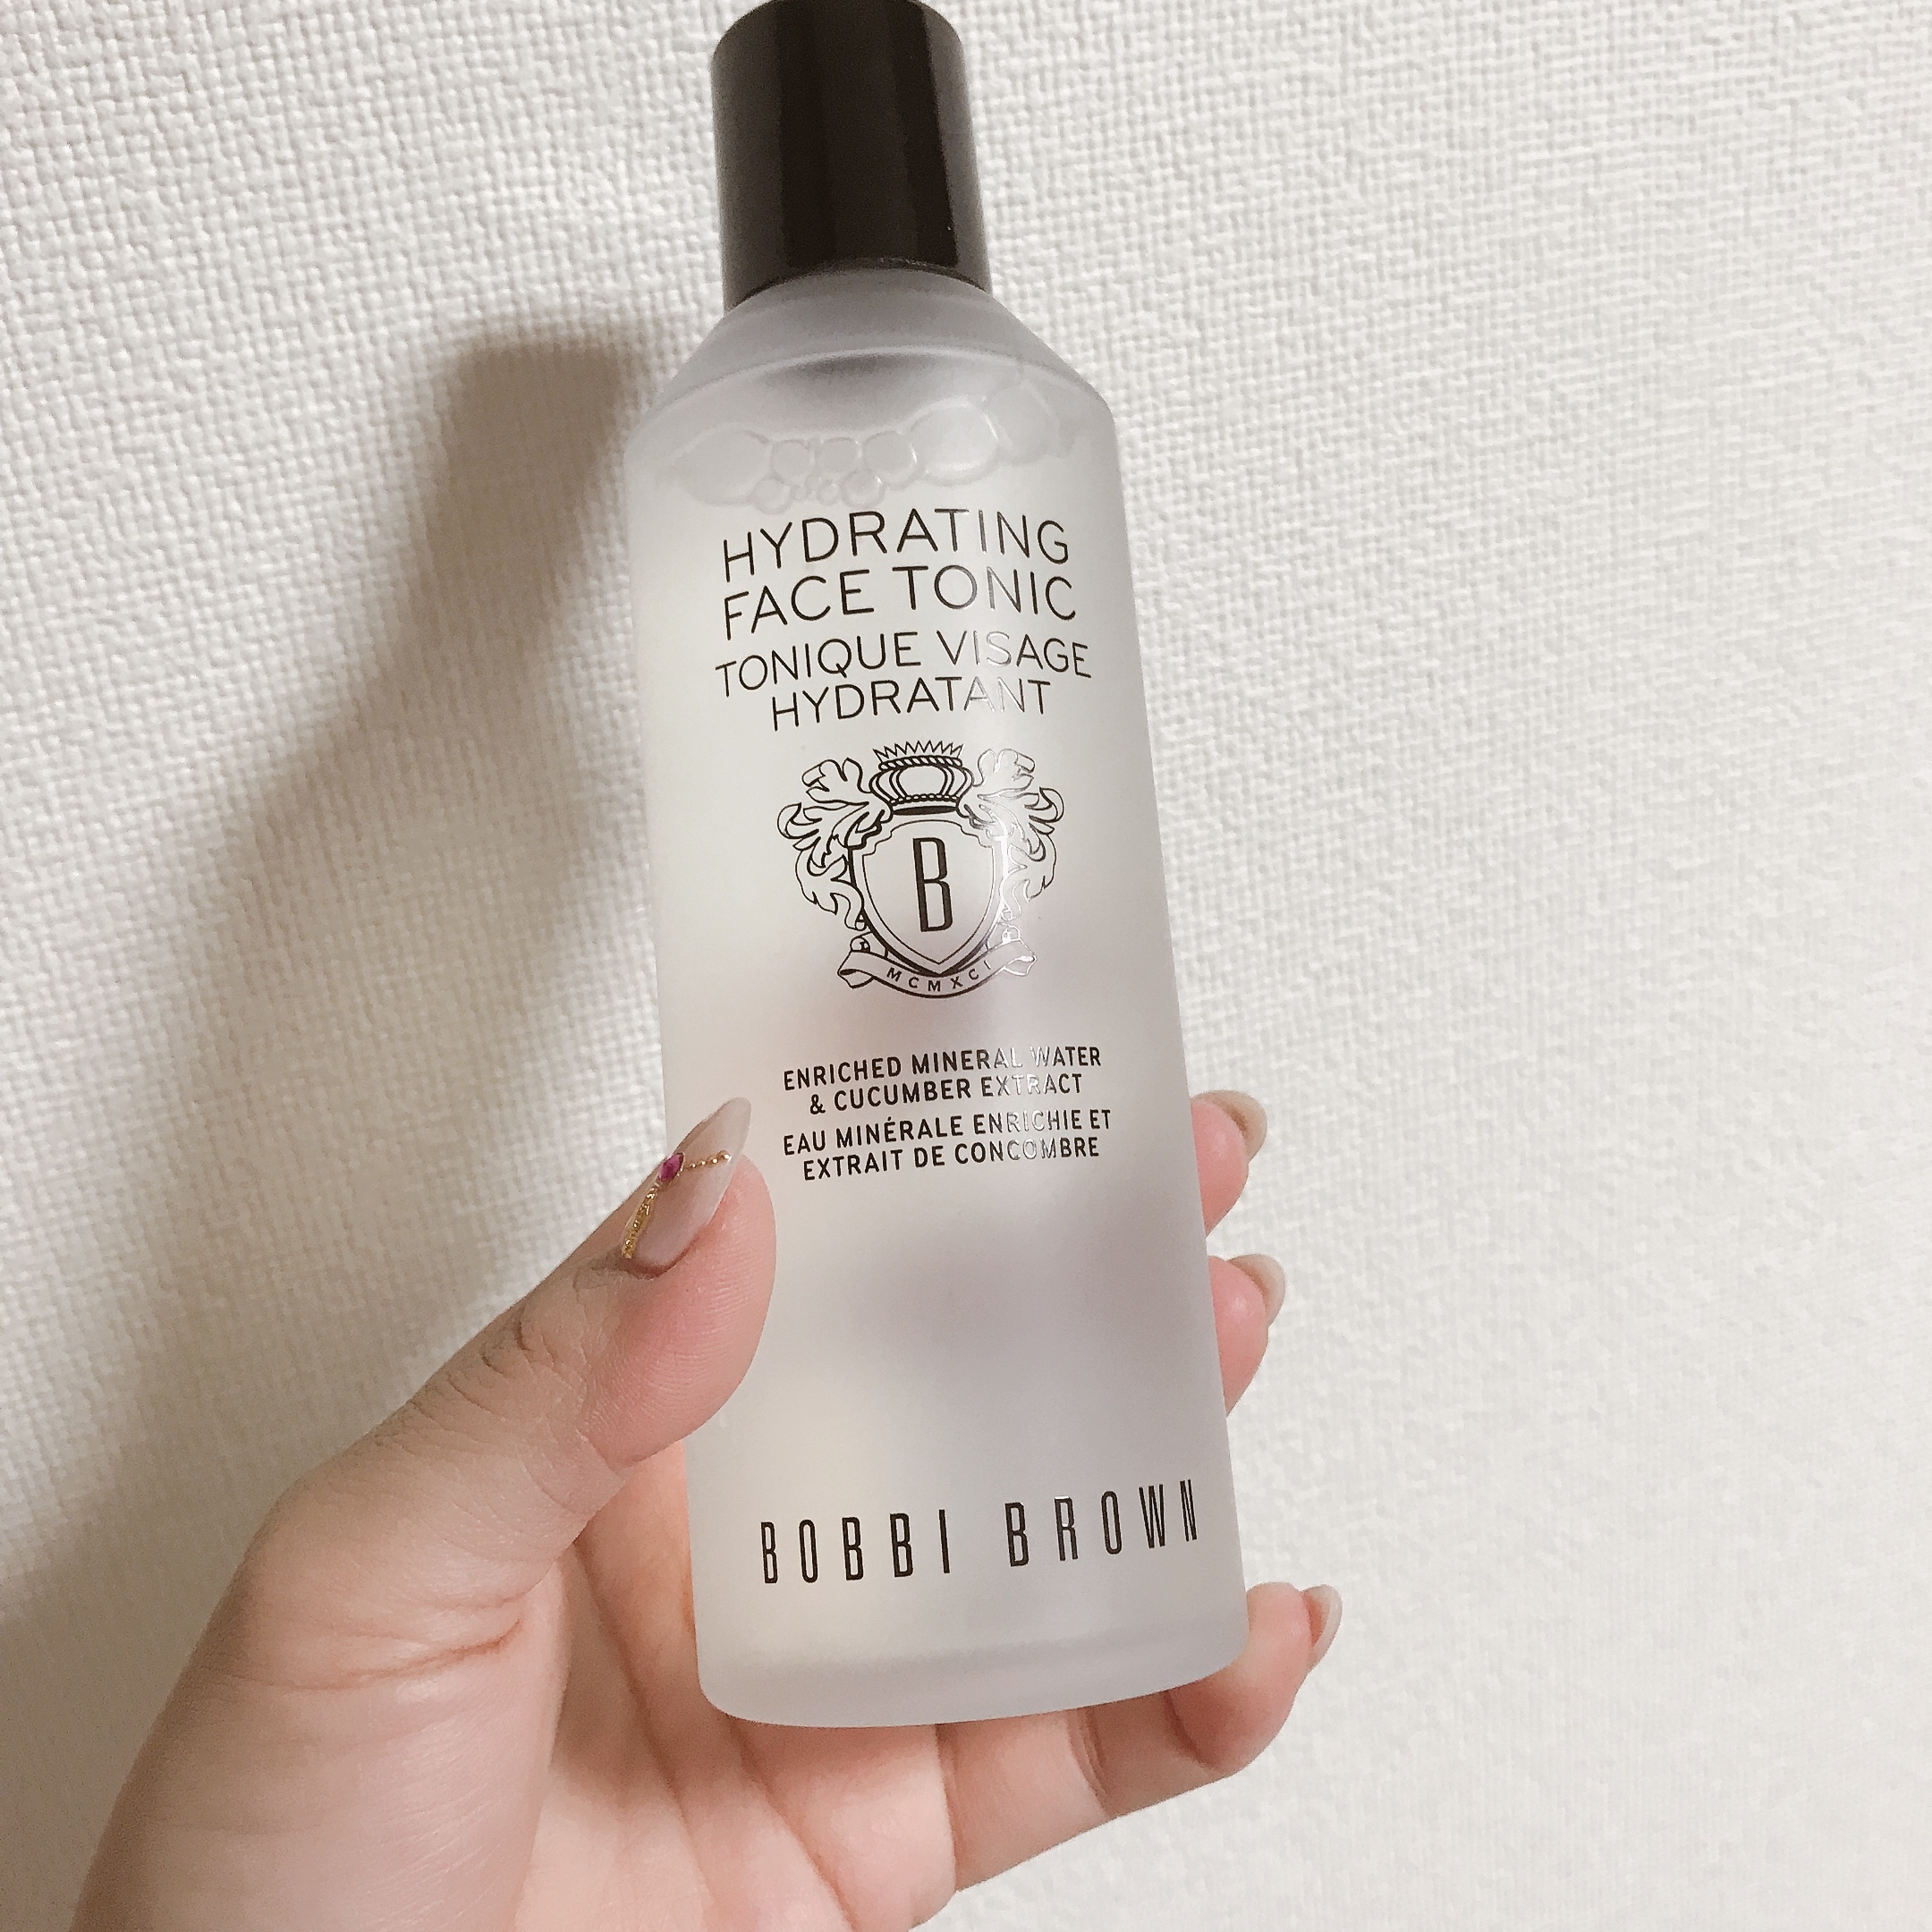 HYDRATING
FACE TONIC
TONIQUE VISAGE
HYDRATANT
B
MCMXCI
ENRICHED MINERAL WATER
& CUCUMBER EXTRACT
EAU MINÉRALE ENRICHIE ET
EXTRAIT DE CONCOMBRE
BOBBI BROWN